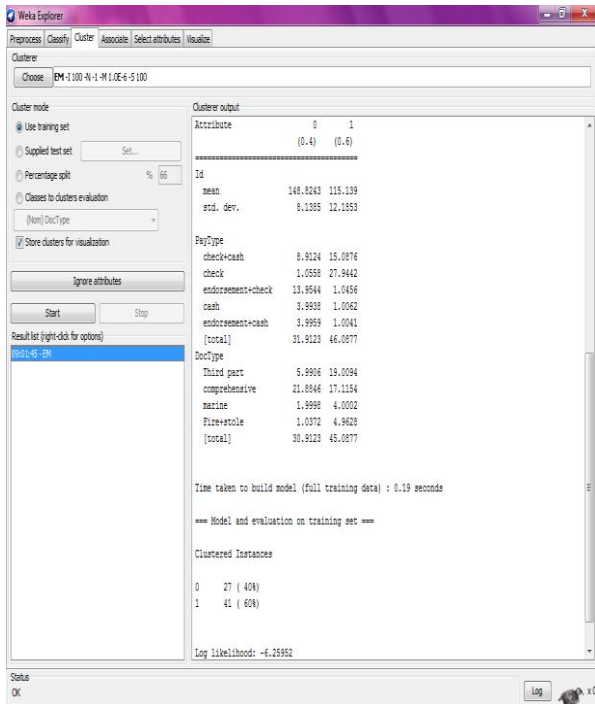 Weka Explorer
Preprocess Classify Cluster Associate Select attributes Visualize
Clusterer
Choose EM -I 100 -N -1 -M 1.0E-6 -S 100
Cluster mode
Use training set
Supplied test set Set...
Percentage split % 66
Classes to clusters evaluation
(Nom) DocType
Store clusters for visualization
Ignore attributes
Start Stop
Result list (right-click for options)
09:01:45 - EM
Clusterer output
Attribute 0 1
(0.4) (0.6)
======================================
Id
mean 148.8243 115.139
std. dev. 8.1385 12.1853
PayType
check+cash 8.9124 15.0876
check 1.0558 27.9442
endorsement+check 13.9544 1.0456
cash 3.9938 1.0062
endorsement+cash 3.9959 1.0041
[total] 31.9123 46.0877
DocType
Third part 5.9906 19.0094
comprehensive 21.8846 17.1154
marine 1.9998 4.0002
Fire+stole 1.0372 4.9628
[total] 30.9123 45.0877
Time taken to build model (full training data) : 0.19 seconds
=== Model and evaluation on training set ===
Clustered Instances
0 27 ( 40%)
1 41 ( 60%)
Log likelihood: -6.25952
Status
OK
Log
x 0